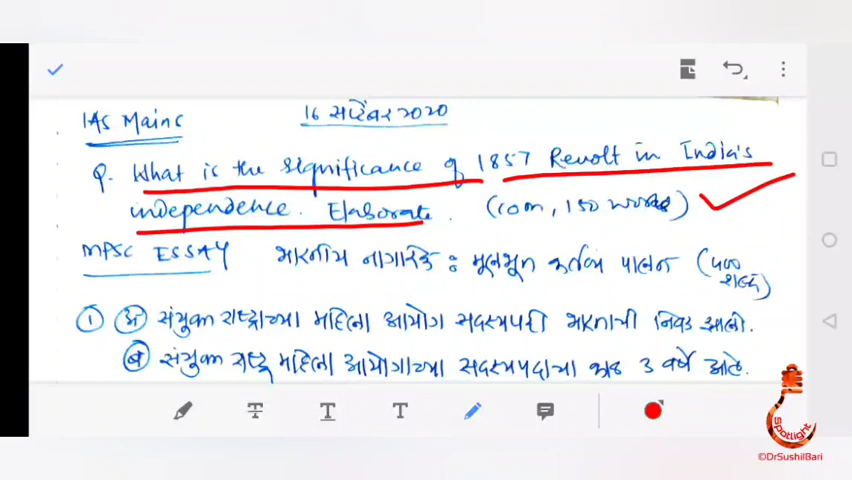 IAS Mains 16 सप्टेंबर 2020
Q. What is the significance of 1857 Revolt in India's
independence. Elaborate. (10m, 150 words)
MPSC ESSAY भारतीय नागरिक : मूलभूत कर्तव्य पालन (५००
शब्द)
① अ संयुक्त राष्ट्राच्या महिला आयोग सदस्यपदी भारताची निवड झाली.
ब संयुक्त राष्ट्र महिला आयोगाच्या सदस्यपदाचा काळ 3 वर्षे आहे.
T T T
Spotlight
©DrSushilBari